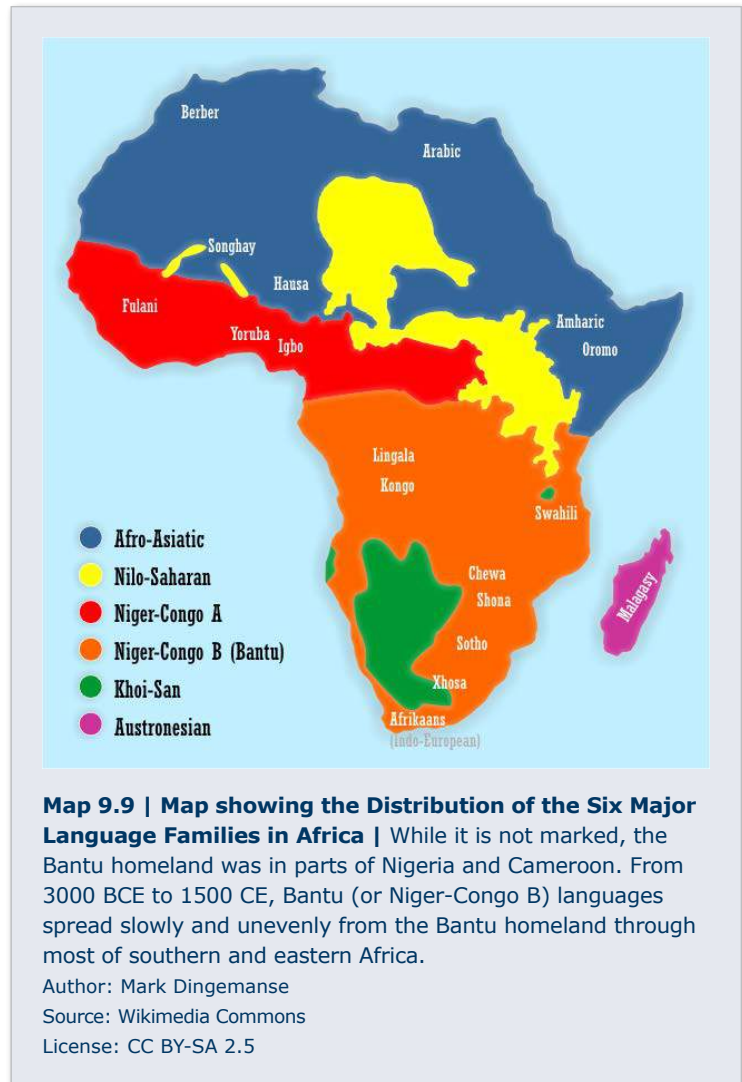 Berber
Arabic
Songhay
Hausa
Fulani
Yoruba
Igbo
Amharic
Oromo
Lingala
Kongo
Swahili
Chewa
Shona
Sotho
Xhosa
Afrikaans
(Indo-European)
Malagasy
Afro-Asiatic
Nilo-Saharan
Niger-Congo A
Niger-Congo B (Bantu)
Khoi-San
Austronesian
Map 9.9 | Map showing the Distribution of the Six Major
Language Families in Africa | While it is not marked, the
Bantu homeland was in parts of Nigeria and Cameroon. From
3000 BCE to 1500 CE, Bantu (or Niger-Congo B) languages
spread slowly and unevenly from the Bantu homeland through
most of southern and eastern Africa.
Author: Mark Dingemanse
Source: Wikimedia Commons
License: CC BY-SA 2.5